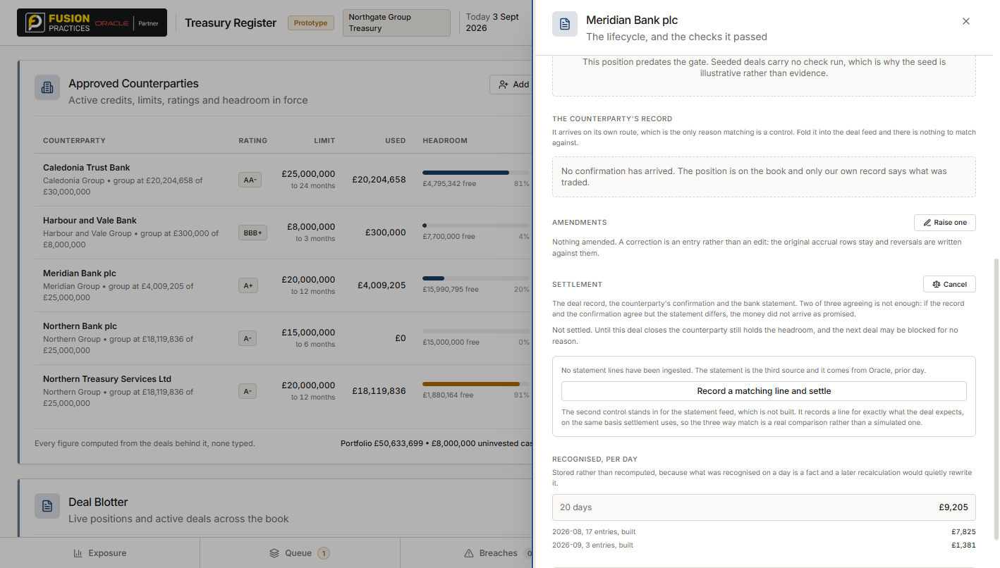 FUSION
PRACTICES
ORACLE
Partner
Treasury Register
Prototype
Northgate Group
Treasury
Today 3 Sept
2026
Approved Counterparties
Active credits, limits, ratings and headroom in force
Add
COUNTERPARTY RATING LIMIT USED HEADROOM
Caledonia Trust Bank
Caledonia Group • group at £20,204,658 of
£30,000,000
AA-
£25,000,000
to 24 months
£20,204,658
£4,795,342 free 81%
Harbour and Vale Bank
Harbour and Vale Group • group at £300,000 of
£8,000,000
BBB+
£8,000,000
to 3 months
£300,000
£7,700,000 free 4%
Meridian Bank plc
Meridian Group • group at £4,009,205 of
£25,000,000
A+
£20,000,000
to 12 months
£4,009,205
£15,990,795 free 20%
Northern Bank plc
Northern Group • group at £18,119,836 of
£25,000,000
A-
£15,000,000
to 6 months
£0
£15,000,000 free 0%
Northern Treasury Services Ltd
Northern Group • group at £18,119,836 of
£25,000,000
A-
£20,000,000
to 12 months
£18,119,836
£1,880,164 free 91%
Every figure computed from the deals behind it, none typed.
Portfolio £50,633,699 • £8,000,000 uninvested cas
Deal Blotter
Live positions and active deals across the book
Exposure
Queue 1
Breaches 0
Meridian Bank plc
The lifecycle, and the checks it passed
This position predates the gate. Seeded deals carry no check run, which is why the seed is
illustrative rather than evidence.
THE COUNTERPARTY'S RECORD
It arrives on its own route, which is the only reason matching is a control. Fold it into the deal feed and there is nothing to match
against.
No confirmation has arrived. The position is on the book and only our own record says what was
traded.
AMENDMENTS
Raise one
Nothing amended. A correction is an entry rather than an edit: the original accrual rows stay and reversals are written
against them.
SETTLEMENT
Cancel
The deal record, the counterparty's confirmation and the bank statement. Two of three agreeing is not enough: if the record
and the confirmation agree but the statement differs, the money did not arrive as promised.
Not settled. Until this deal closes the counterparty still holds the headroom, and the next deal may be blocked for no
reason.
No statement lines have been ingested. The statement is the third source and it comes from Oracle, prior day.
Record a matching line and settle
The second control stands in for the statement feed, which is not built. It records a line for exactly what the deal expects,
on the same basis settlement uses, so the three way match is a real comparison rather than a simulated one.
RECOGNISED, PER DAY
Stored rather than recomputed, because what was recognised on a day is a fact and a later recalculation would quietly rewrite
it.
20 days £9,205
2026-08, 17 entries, built £7,825
2026-09, 3 entries, built £1,381